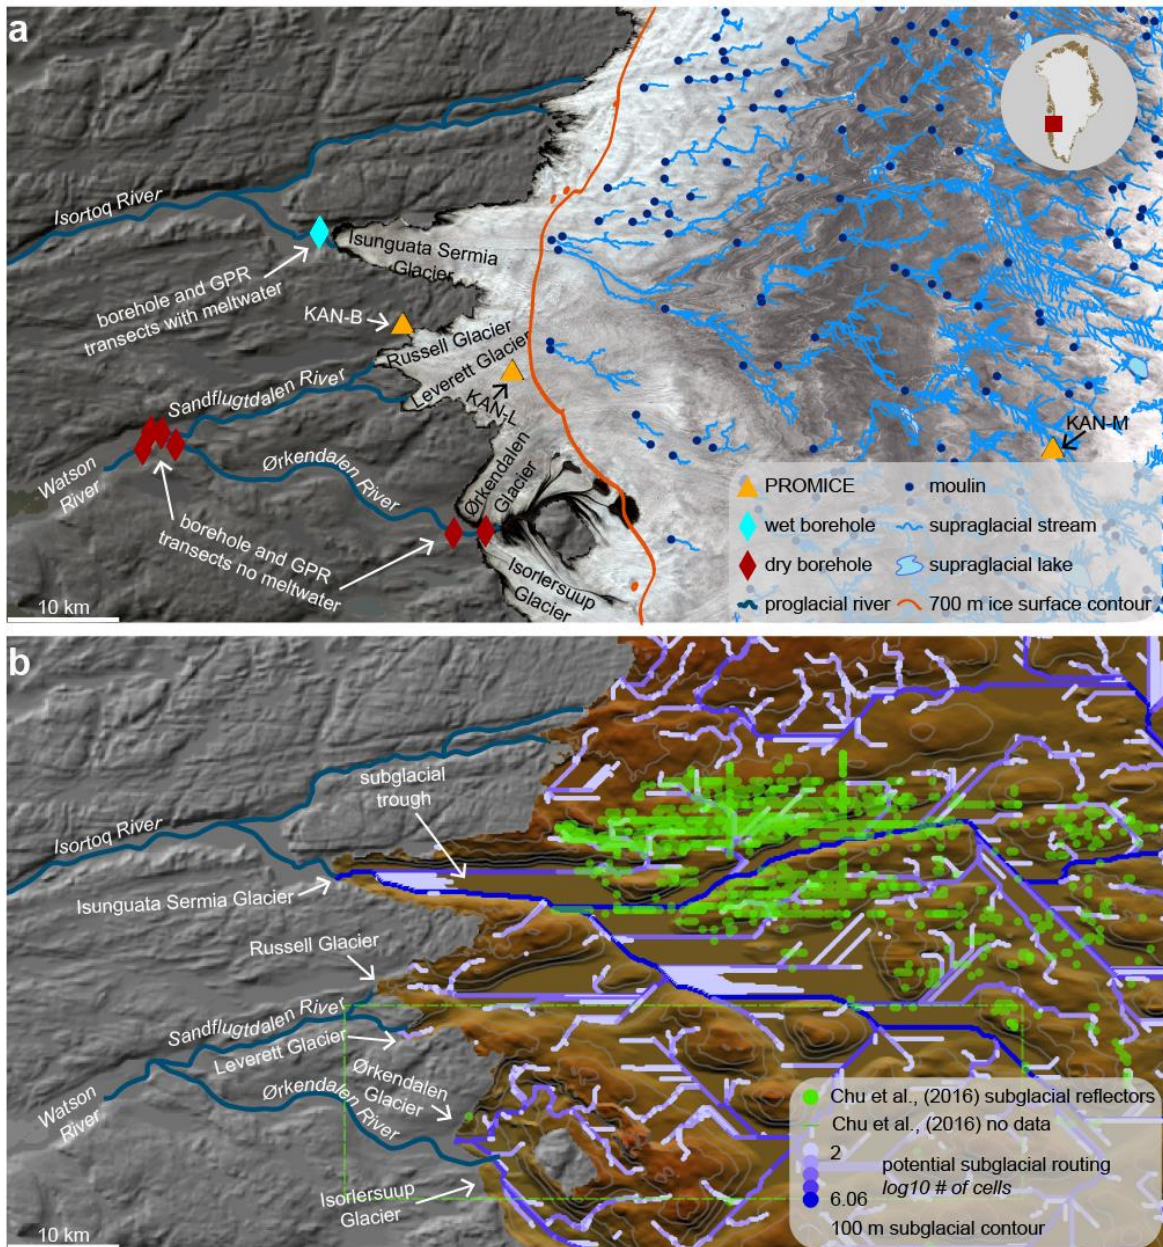 a
Isortoq River
Isunguata Sermia
Glacier
borehole and GPR
transects with meltwater
KAN-B
Russell Glacier
Leverett Glacier
Sandflugtdalen River
KAN-L
KAN-M
Ørkendalen
Glacier
Ørkendalen River
Watson
River
borehole and GPR
transects no meltwater
Isorlersuup
Glacier
10 km
PROMICE
moulin
wet borehole
supraglacial stream
dry borehole
supraglacial lake
proglacial river
700 m ice surface contour
b
subglacial
trough
Isortoq River
Isunguata Sermia Glacier
Russell Glacier
Sandflugtdalen River
Leverett Glacier
Ørkendalen
Glacier
Ørkendalen River
Watson
River
Isorlersuup
Glacier
10 km
Chu et al., (2016) subglacial reflectors
Chu et al., (2016) no data
2
potential subglacial routing
log10 # of cells
6.06
100 m subglacial contour